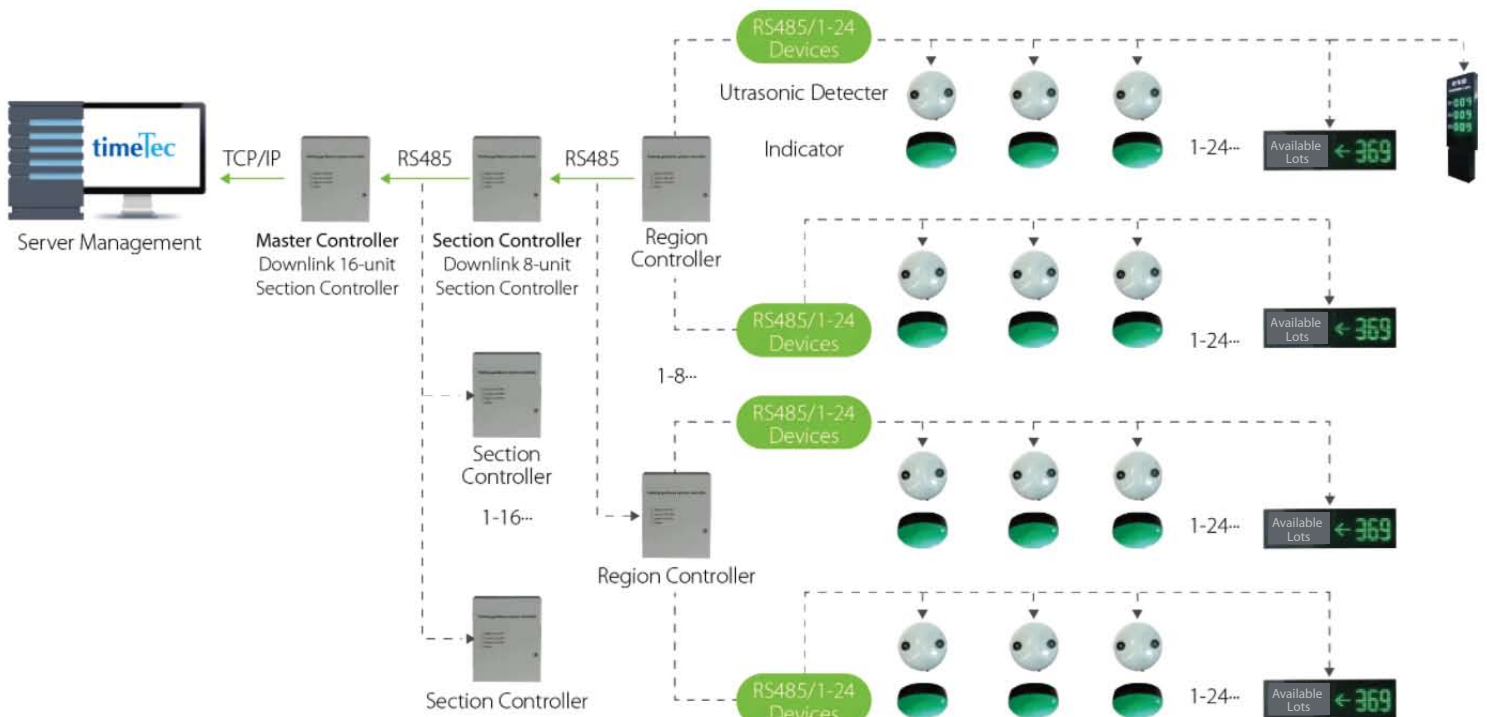 RS485/1-24
Devices
Utrasonic Detecter
Indicator
1-24...
Available
Lots
←369
timeTec
TCP/IP
RS485
RS485
Server Management
Master Controller
Downlink 16-unit
Section Controller
Section Controller
Downlink 8-unit
Section Controller
Region
Controller
RS485/1-24
Devices
1-24...
Available
Lots
←369
1-8...
Section
Controller
1-16...
RS485/1-24
Devices
1-24...
Available
Lots
←369
Region Controller
Section Controller
RS485/1-24
Devices
1-24...
Available
Lots
←369